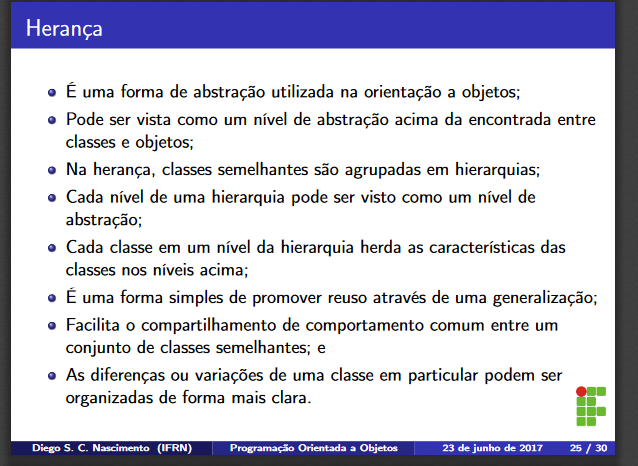 Herança
É uma forma de abstração utilizada na orientação a objetos;
Pode ser vista como um nível de abstração acima da encontrada entre
classes e objetos;
Na herança, classes semelhantes são agrupadas em hierarquias;
Cada nível de uma hierarquia pode ser visto como um nível de
abstração;
Cada classe em um nível da hierarquia herda as características das
classes nos níveis acima;
É uma forma simples de promover reuso através de uma generalização;
Facilita o compartilhamento de comportamento comum entre um
conjunto de classes semelhantes; e
As diferenças ou variações de uma classe em particular podem ser
organizadas de forma mais clara.
Diego S. C. Nascimento (IFRN) Programação Orientada a Objetos 23 de junho de 2017 25 / 30